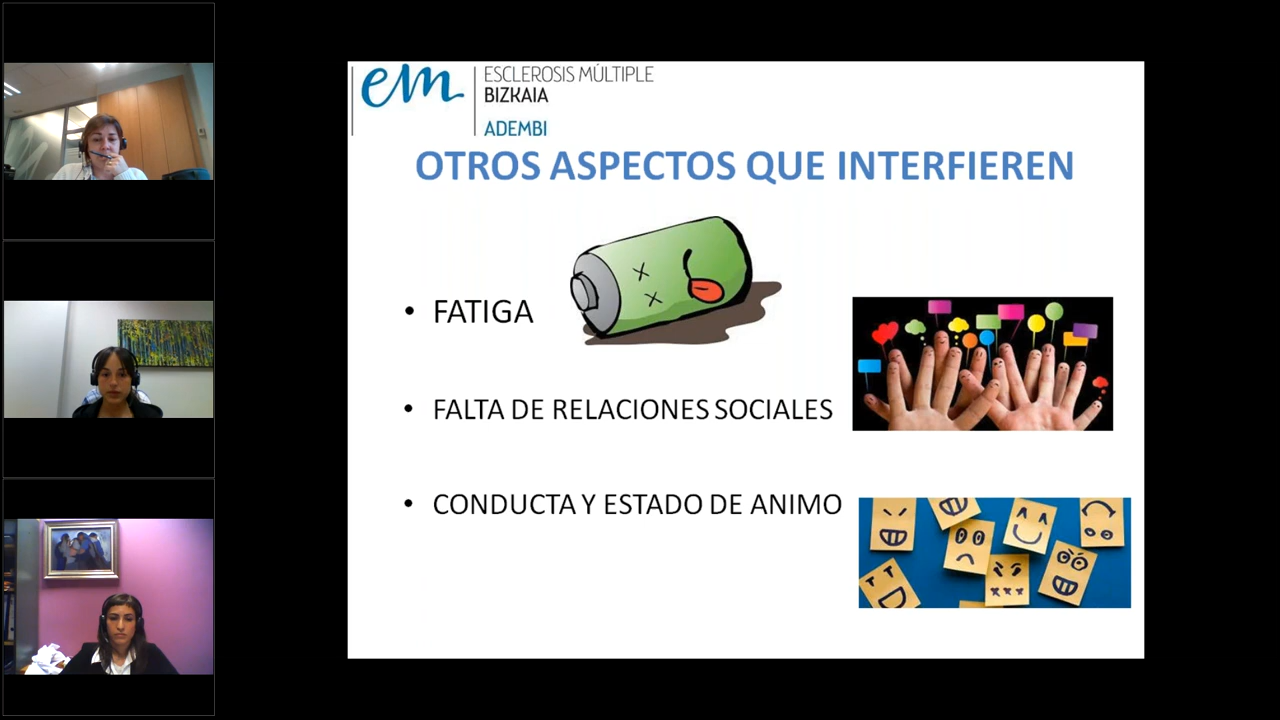 em
ESCLEROSIS MÚLTIPLE
BIZKAIA
ADEMBI
OTROS ASPECTOS QUE INTERFIEREN
• FATIGA
• FALTA DE RELACIONES SOCIALES
• CONDUCTA Y ESTADO DE ANIMO